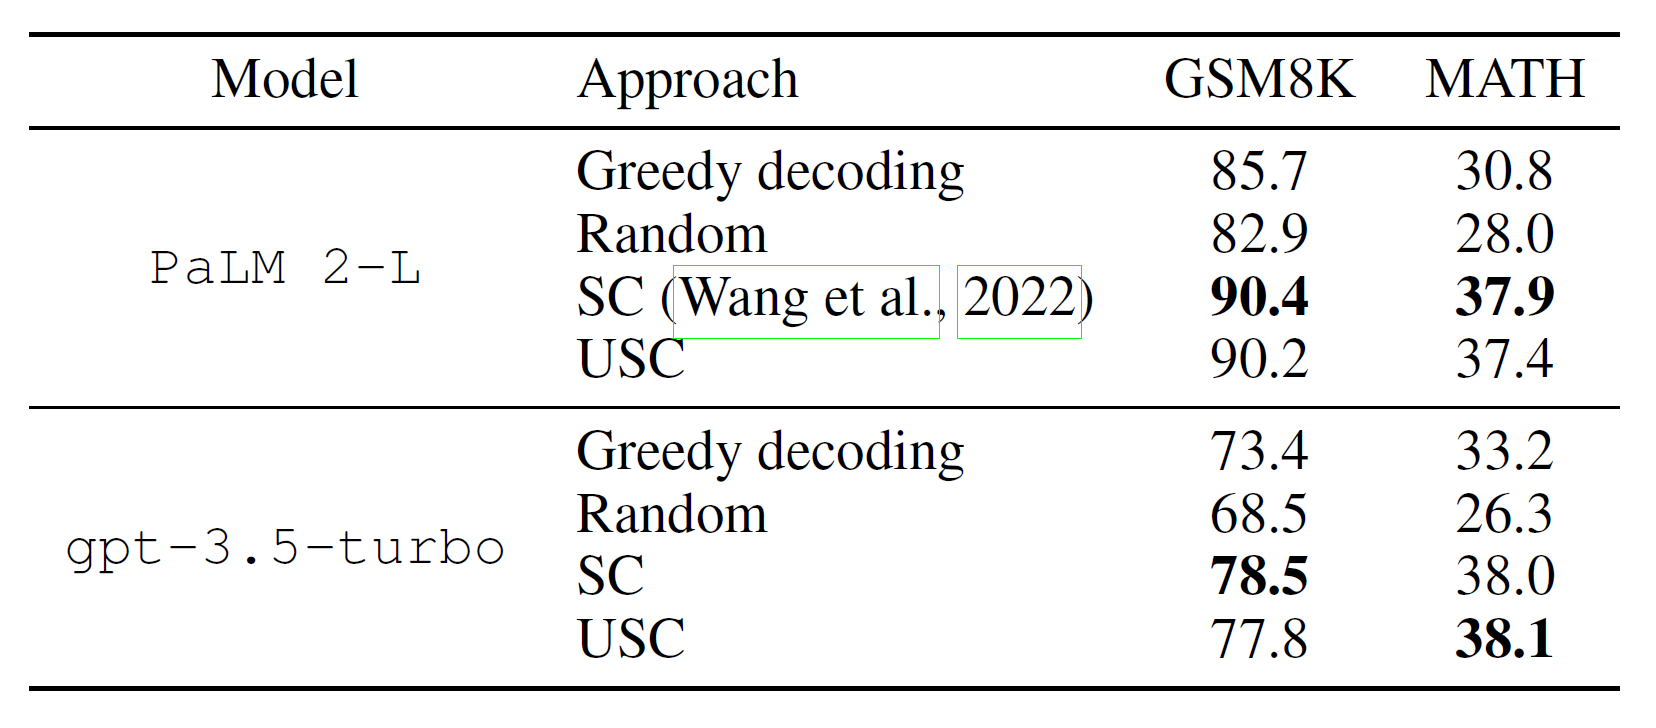 Model Approach GSM8K MATH
Greedy decoding 85.7 30.8
Random 82.9 28.0
PaLM 2-L
SC (Wang et al., 2022) 90.4 37.9
USC 90.2 37.4
Greedy decoding 73.4 33.2
Random 68.5 26.3
gpt-3.5-turbo
SC 78.5 38.0
USC 77.8 38.1